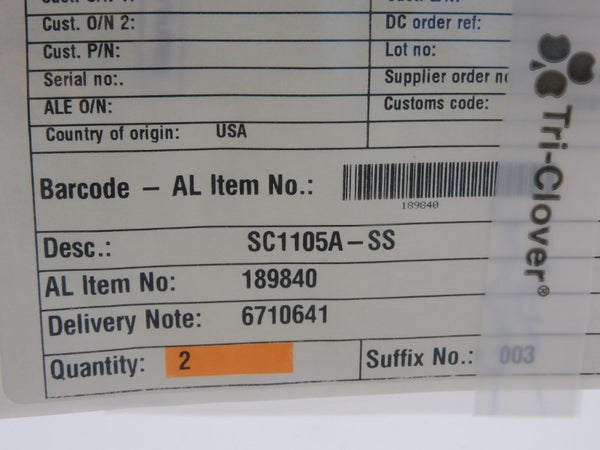 Cust. O/N 2:
DC order ref:
Cust. P/N:
Lot no:
Serial no:.
Supplier order
ALE O/N:
Customs code:
Country of origin: USA
Barcode – AL Item No.:
189840
Desc.: SC1105A-SS
AL Item No: 189840
Delivery Note: 6710641
Quantity: 2
Suffix No.: 003
Tri-Clover®